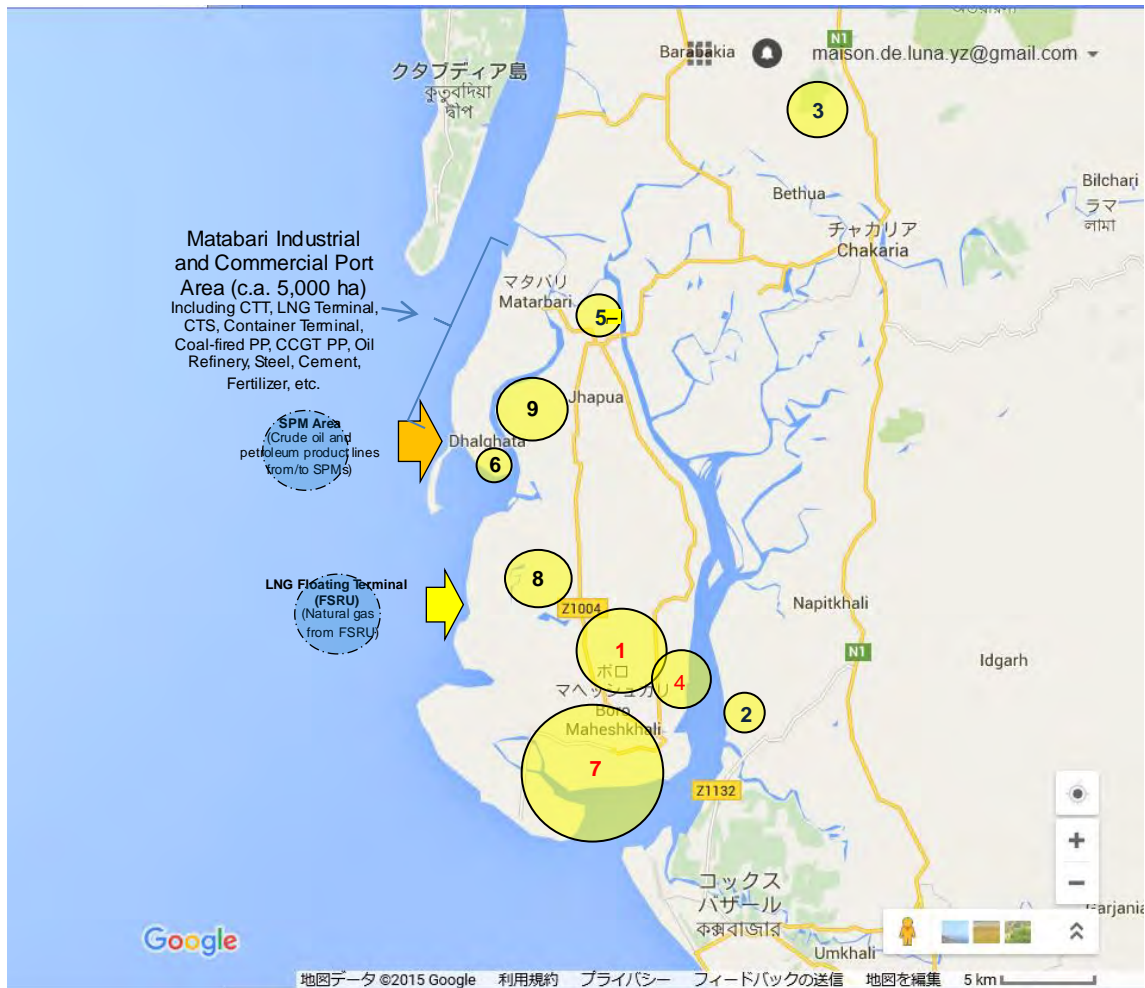 N1
Barabakia
maison.de.luna.yz@gmail.com
クタブディア島
কুতুবদিয়া
দ্বীপ
3
Bethua
Bilchari
ラマ
লামা
チャカリア
Chakaria
Matabari Industrial
and Commercial Port
Area (c.a. 5,000 ha)
Including CTT, LNG Terminal,
CTS, Container Terminal,
Coal-fired PP, CCGT PP, Oil
Refinery, Steel, Cement,
Fertilizer, etc.
マタバリ
Matarbari
5–
Jhapua
9
SPM Area
(Crude oil and
petroleum product lines
from/to SPMs)
Dhalghata
6
LNG Floating Terminal
(FSRU)
(Natural gas
from FSRU)
8
Z1004
Napitkhali
N1
Idgarh
1
ボロ
マヘッシュカリ
Boro
Maheshkhali
4
2
7
Z1132
コックス
バザール
কক্সবাজার
Umkhali
Garjania
Google
地図データ ©2015 Google 利用規約 プライバシー フィードバックの送信 地図を編集 5 km